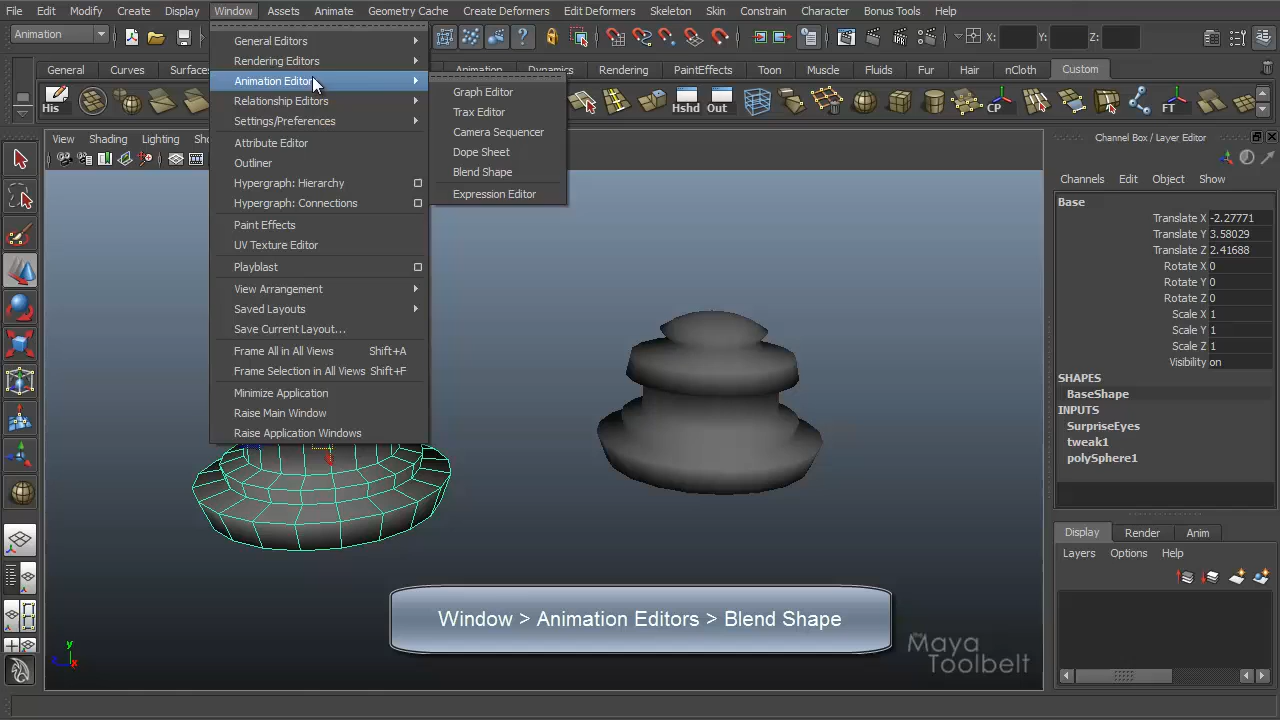 File Edit Modify Create Display Window Assets Animate Geometry Cache Create Deformers Edit Deformers Skeleton Skin Constrain Character Bonus Tools Help
Animation
X: Y: Z:
General Curves Surfaces Animation Dynamics Rendering PaintEffects Toon Muscle Fluids Fur Hair nCloth Custom
His
Hshd Out
CP
View Shading Lighting
General Editors
Rendering Editors
Animation Editors
Relationship Editors
Settings/Preferences
Attribute Editor
Outliner
Hypergraph: Hierarchy
Hypergraph: Connections
Paint Effects
UV Texture Editor
Playblast
View Arrangement
Saved Layouts
Save Current Layout...
Frame All in All Views Shift+A
Frame Selection in All Views Shift+F
Minimize Application
Raise Main Window
Raise Application Windows
Graph Editor
Trax Editor
Camera Sequencer
Dope Sheet
Blend Shape
Expression Editor
Channel Box / Layer Editor
Channels Edit Object Show
Base
Translate X -2.27771
Translate Y 3.58029
Translate Z 2.41688
Rotate X 0
Rotate Y 0
Rotate Z 0
Scale X 1
Scale Y 1
Scale Z 1
Visibility on
SHAPES
BaseShape
INPUTS
SurpriseEyes
tweak1
polySphere1
Display Render Anim
Layers Options Help
Window > Animation Editors > Blend Shape
Maya
Toolbelt
y
z x